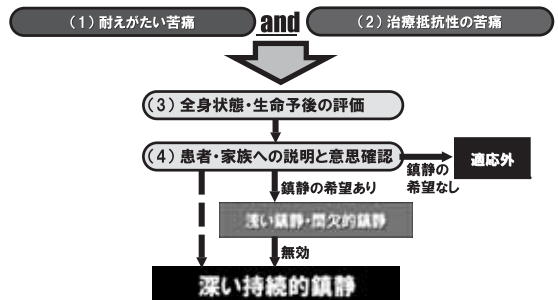 （1）耐えがたい苦痛
and
（2）治療抵抗性の苦痛
（3）全身状態・生命予後の評価
（4）患者・家族への説明と意思確認
適応外
鎮静の
希望なし
鎮静の希望あり
浅い鎮静・間欠的鎮静
無効
深い持続的鎮静